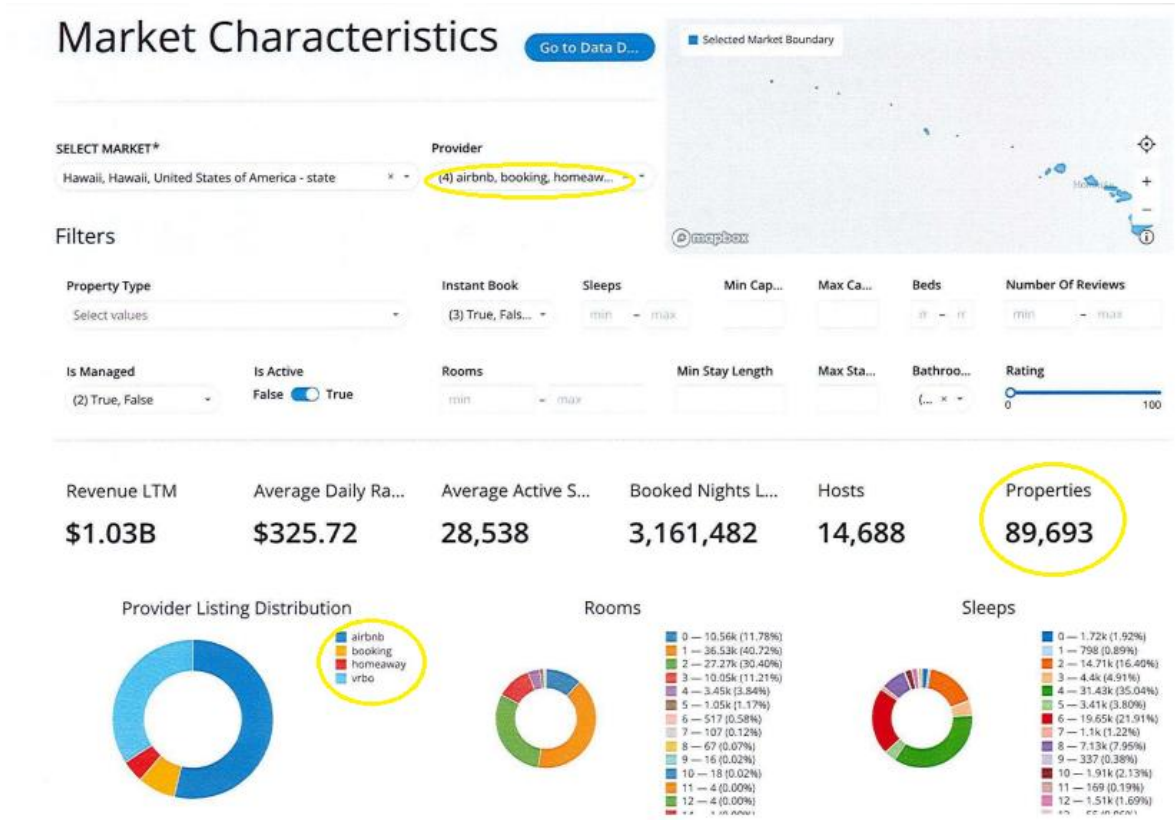 Market Characteristics
Go to Data D...
Selected Market Boundary
SELECT MARKET*
Provider
Hawaii, Hawaii, United States of America - state
(4) airbnb, booking, homeaw...
mapbox
Filters
Property Type
Instant Book
Sleeps
Min Cap...
Max Ca...
Beds
Number Of Reviews
Select values
(3) True, Fals...
min - max
min - max
Is Managed
Is Active
Rooms
Min Stay Length
Max Sta...
Bathroo...
Rating
(2) True, False
False
True
min - max
(...
0
100
Revenue LTM
Average Daily Ra...
Average Active S...
Booked Nights L...
Hosts
Properties
$1.03B
$325.72
28,538
3,161,482
14,688
89,693
Provider Listing Distribution
airbnb
booking
homeaway
vrbo
Rooms
0 — 10.56k (11.78%)
1 — 36.53k (40.72%)
2 — 27.27k (30.40%)
3 — 10.05k (11.21%)
4 — 3.45k (3.84%)
5 — 1.05k (1.17%)
6 — 517 (0.58%)
7 — 107 (0.12%)
8 — 67 (0.07%)
9 — 16 (0.02%)
10 — 18 (0.02%)
11 — 4 (0.00%)
12 — 4 (0.00%)
Sleeps
0 — 1.72k (1.92%)
1 — 798 (0.89%)
2 — 14.71k (16.40%)
3 — 4.4k (4.91%)
4 — 31.43k (35.04%)
5 — 3.41k (3.80%)
6 — 19.65k (21.91%)
7 — 1.1k (1.22%)
8 — 7.13k (7.95%)
9 — 337 (0.38%)
10 — 1.91k (2.13%)
11 — 169 (0.19%)
12 — 1.51k (1.69%)